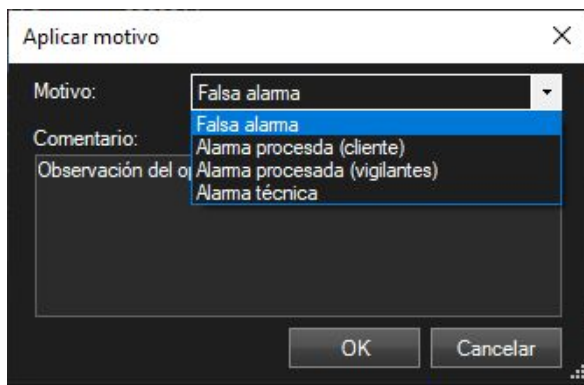 Aplicar motivo
Motivo:
Falsa alarma
Falsa alarma
Comentario:
Alarma procesda (cliente)
Observación del
Alarma procesada (vigilantes)
Alarma técnica
OK
Cancelar